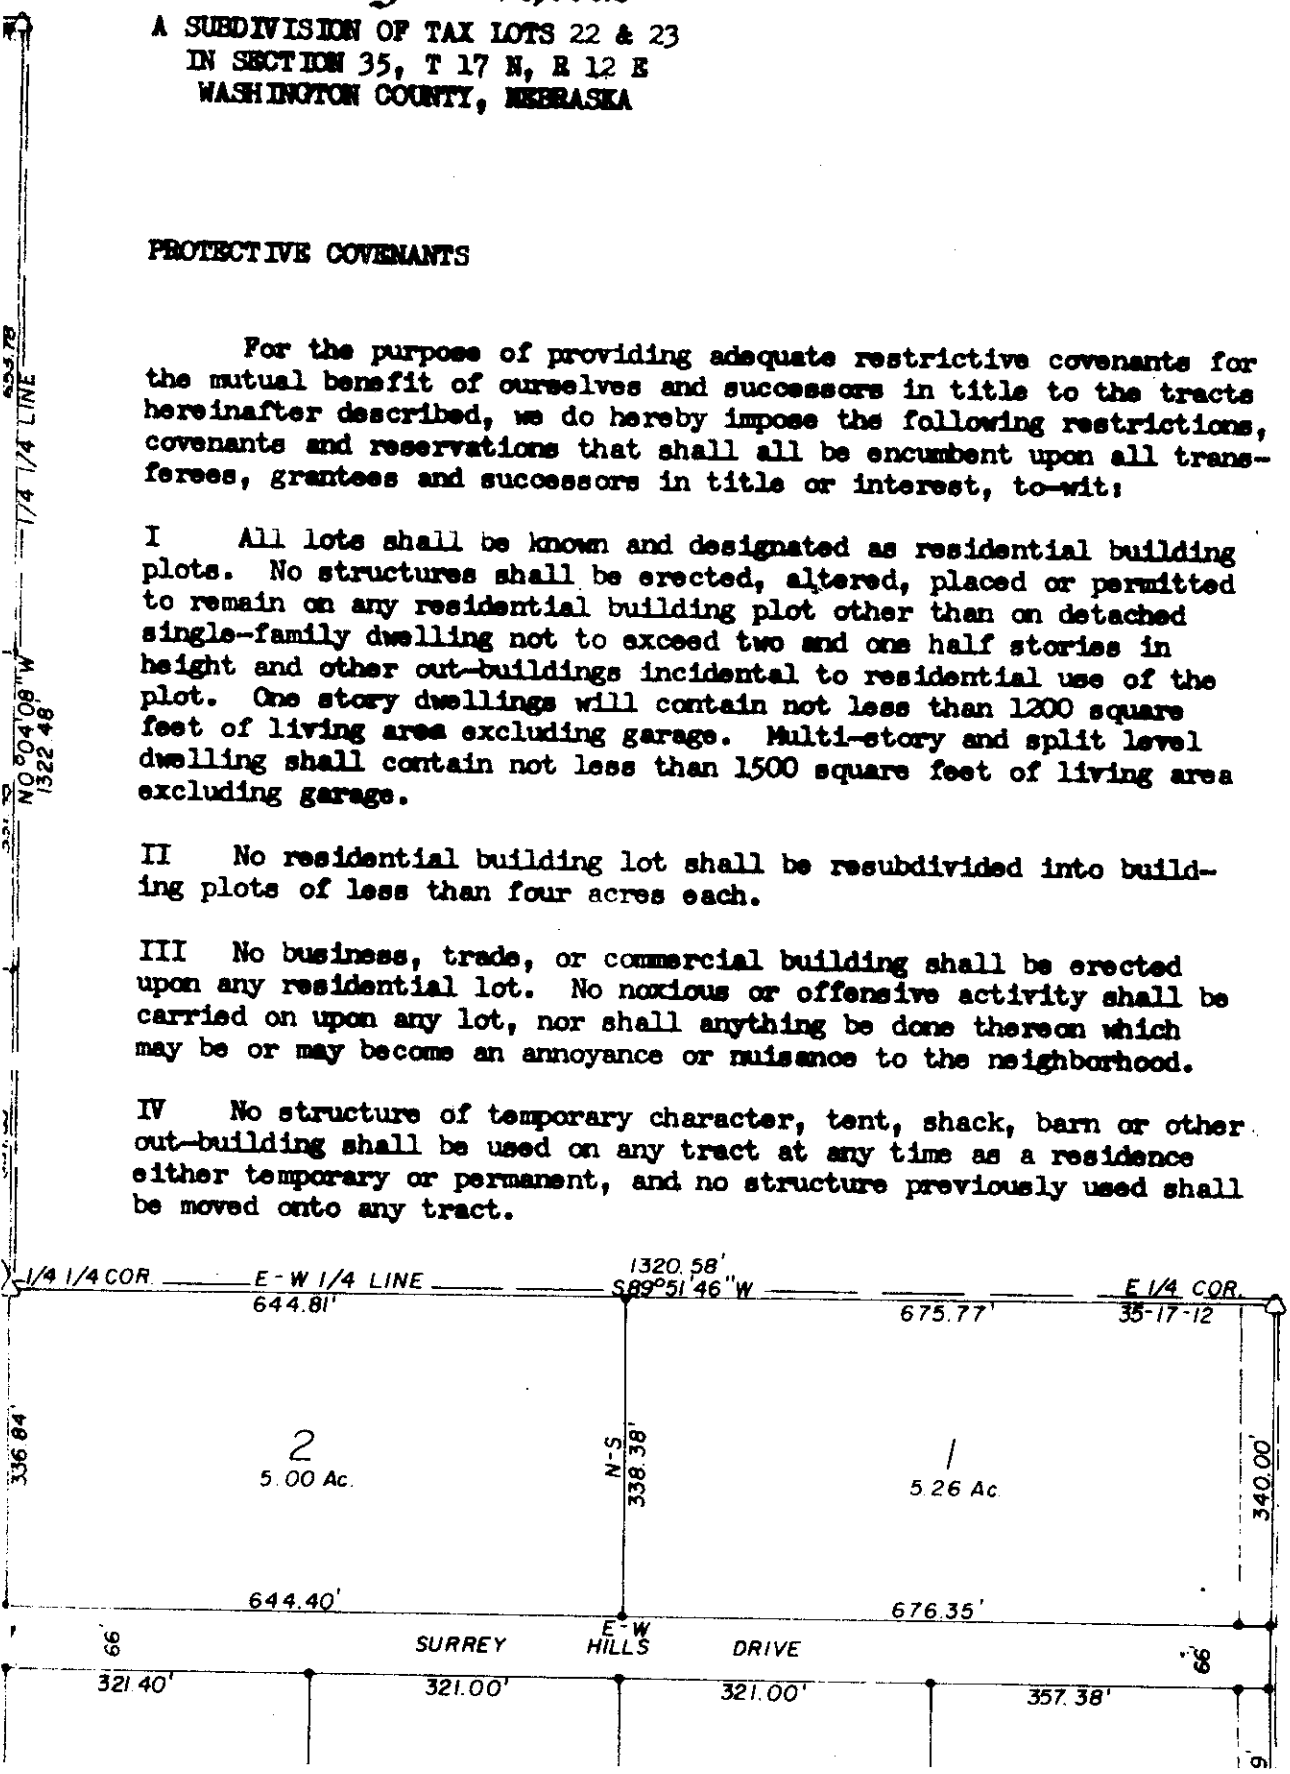 A SUBDIVISION OF TAX LOTS 22 & 23
IN SECTION 35, T 17 N, R 12 E
WASHINGTON COUNTY, NEBRASKA
PROTECTIVE COVENANTS
For the purpose of providing adequate restrictive covenants for
the mutual benefit of ourselves and successors in title to the tracts
hereinafter described, we do hereby impose the following restrictions,
covenants and reservations that shall all be encumbent upon all trans-
ferees, grantees and successors in title or interest, to-wit:
I All lots shall be known and designated as residential building
plots. No structures shall be erected, altered, placed or permitted
to remain on any residential building plot other than on detached
single-family dwelling not to exceed two and one half stories in
height and other out-buildings incidental to residential use of the
plot. One story dwellings will contain not less than 1200 square
feet of living area excluding garage. Multi-story and split level
dwelling shall contain not less than 1500 square feet of living area
excluding garage.
II No residential building lot shall be resubdivided into build-
ing plots of less than four acres each.
III No business, trade, or commercial building shall be erected
upon any residential lot. No noxious or offensive activity shall be
carried on upon any lot, nor shall anything be done thereon which
may be or may become an annoyance or nuisance to the neighborhood.
IV No structure of temporary character, tent, shack, barn or other
out-building shall be used on any tract at any time as a residence
either temporary or permanent, and no structure previously used shall
be moved onto any tract.
1/4 1/4 LINE
N0°04'08"W
1322.48
1/4 1/4 COR. E-W 1/4 LINE 1320.58' S89°51'46"W E 1/4 COR.
644.81' 675.77' 35-17-12
336.84'
2
5.00 Ac.
N-S
338.38'
1
5.26 Ac.
340.00'
644.40' 676.35'
E-W
66' SURREY HILLS DRIVE 66'
321.40' 321.00' 321.00' 357.38'